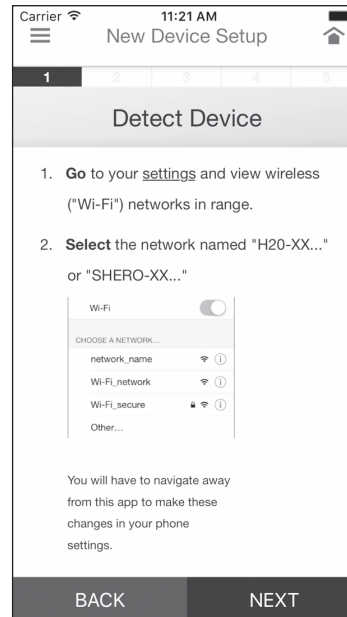 Carrier 11:21 AM
New Device Setup
1 2 3 4 5
Detect Device
1. Go to your settings and view wireless
("Wi-Fi") networks in range.
2. Select the network named "H20-XX..."
or "SHERO-XX..."
Wi-Fi
CHOOSE A NETWORK...
network_name
Wi-Fi_network
Wi-Fi_secure
Other...
You will have to navigate away
from this app to make these
changes in your phone
settings.
BACK NEXT